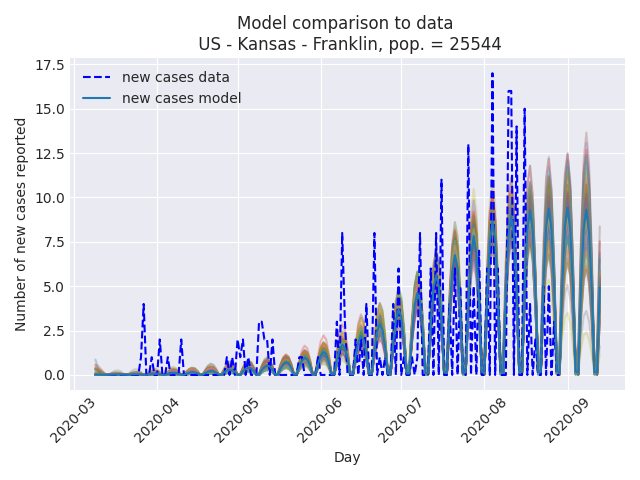 Model comparison to data
US - Kansas - Franklin, pop. = 25544
new cases data
new cases model
Number of new cases reported
17.5
15.0
12.5
10.0
7.5
5.0
2.5
0.0
2020-03
2020-04
2020-05
2020-06
2020-07
2020-08
2020-09
Day